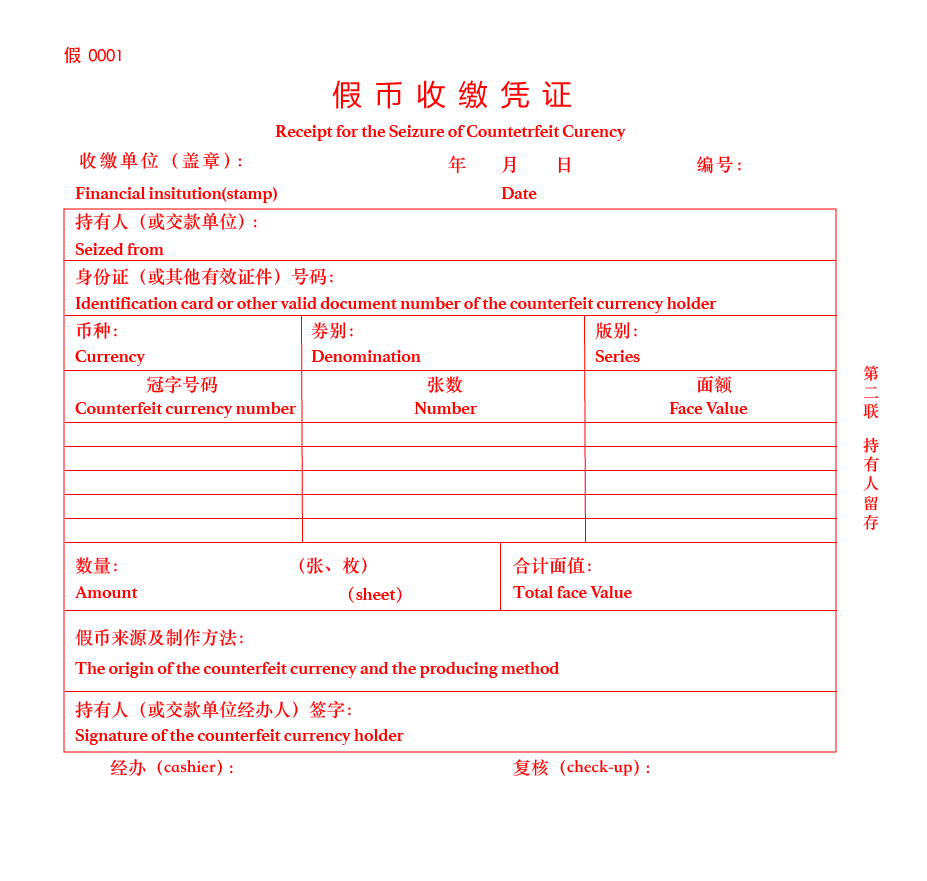 假 0001
假币收缴凭证
Receipt for the Seizure of Countetrfeit Curency
收缴单位（盖章）： 年 月 日 编号：
Financial insitution(stamp) Date
持有人（或交款单位）：
Seized from
身份证（或其他有效证件）号码：
Identification card or other valid document number of the counterfeit currency holder
币种： 券别： 版别：
Currency Denomination Series
冠字号码 张数 面额
Counterfeit currency number Number Face Value
数量： （张、枚） 合计面值：
Amount （sheet） Total face Value
假币来源及制作方法：
The origin of the counterfeit currency and the producing method
持有人（或交款单位经办人）签字：
Signature of the counterfeit currency holder
经办（cashier）： 复核（check-up）：
第二联 持有人留存